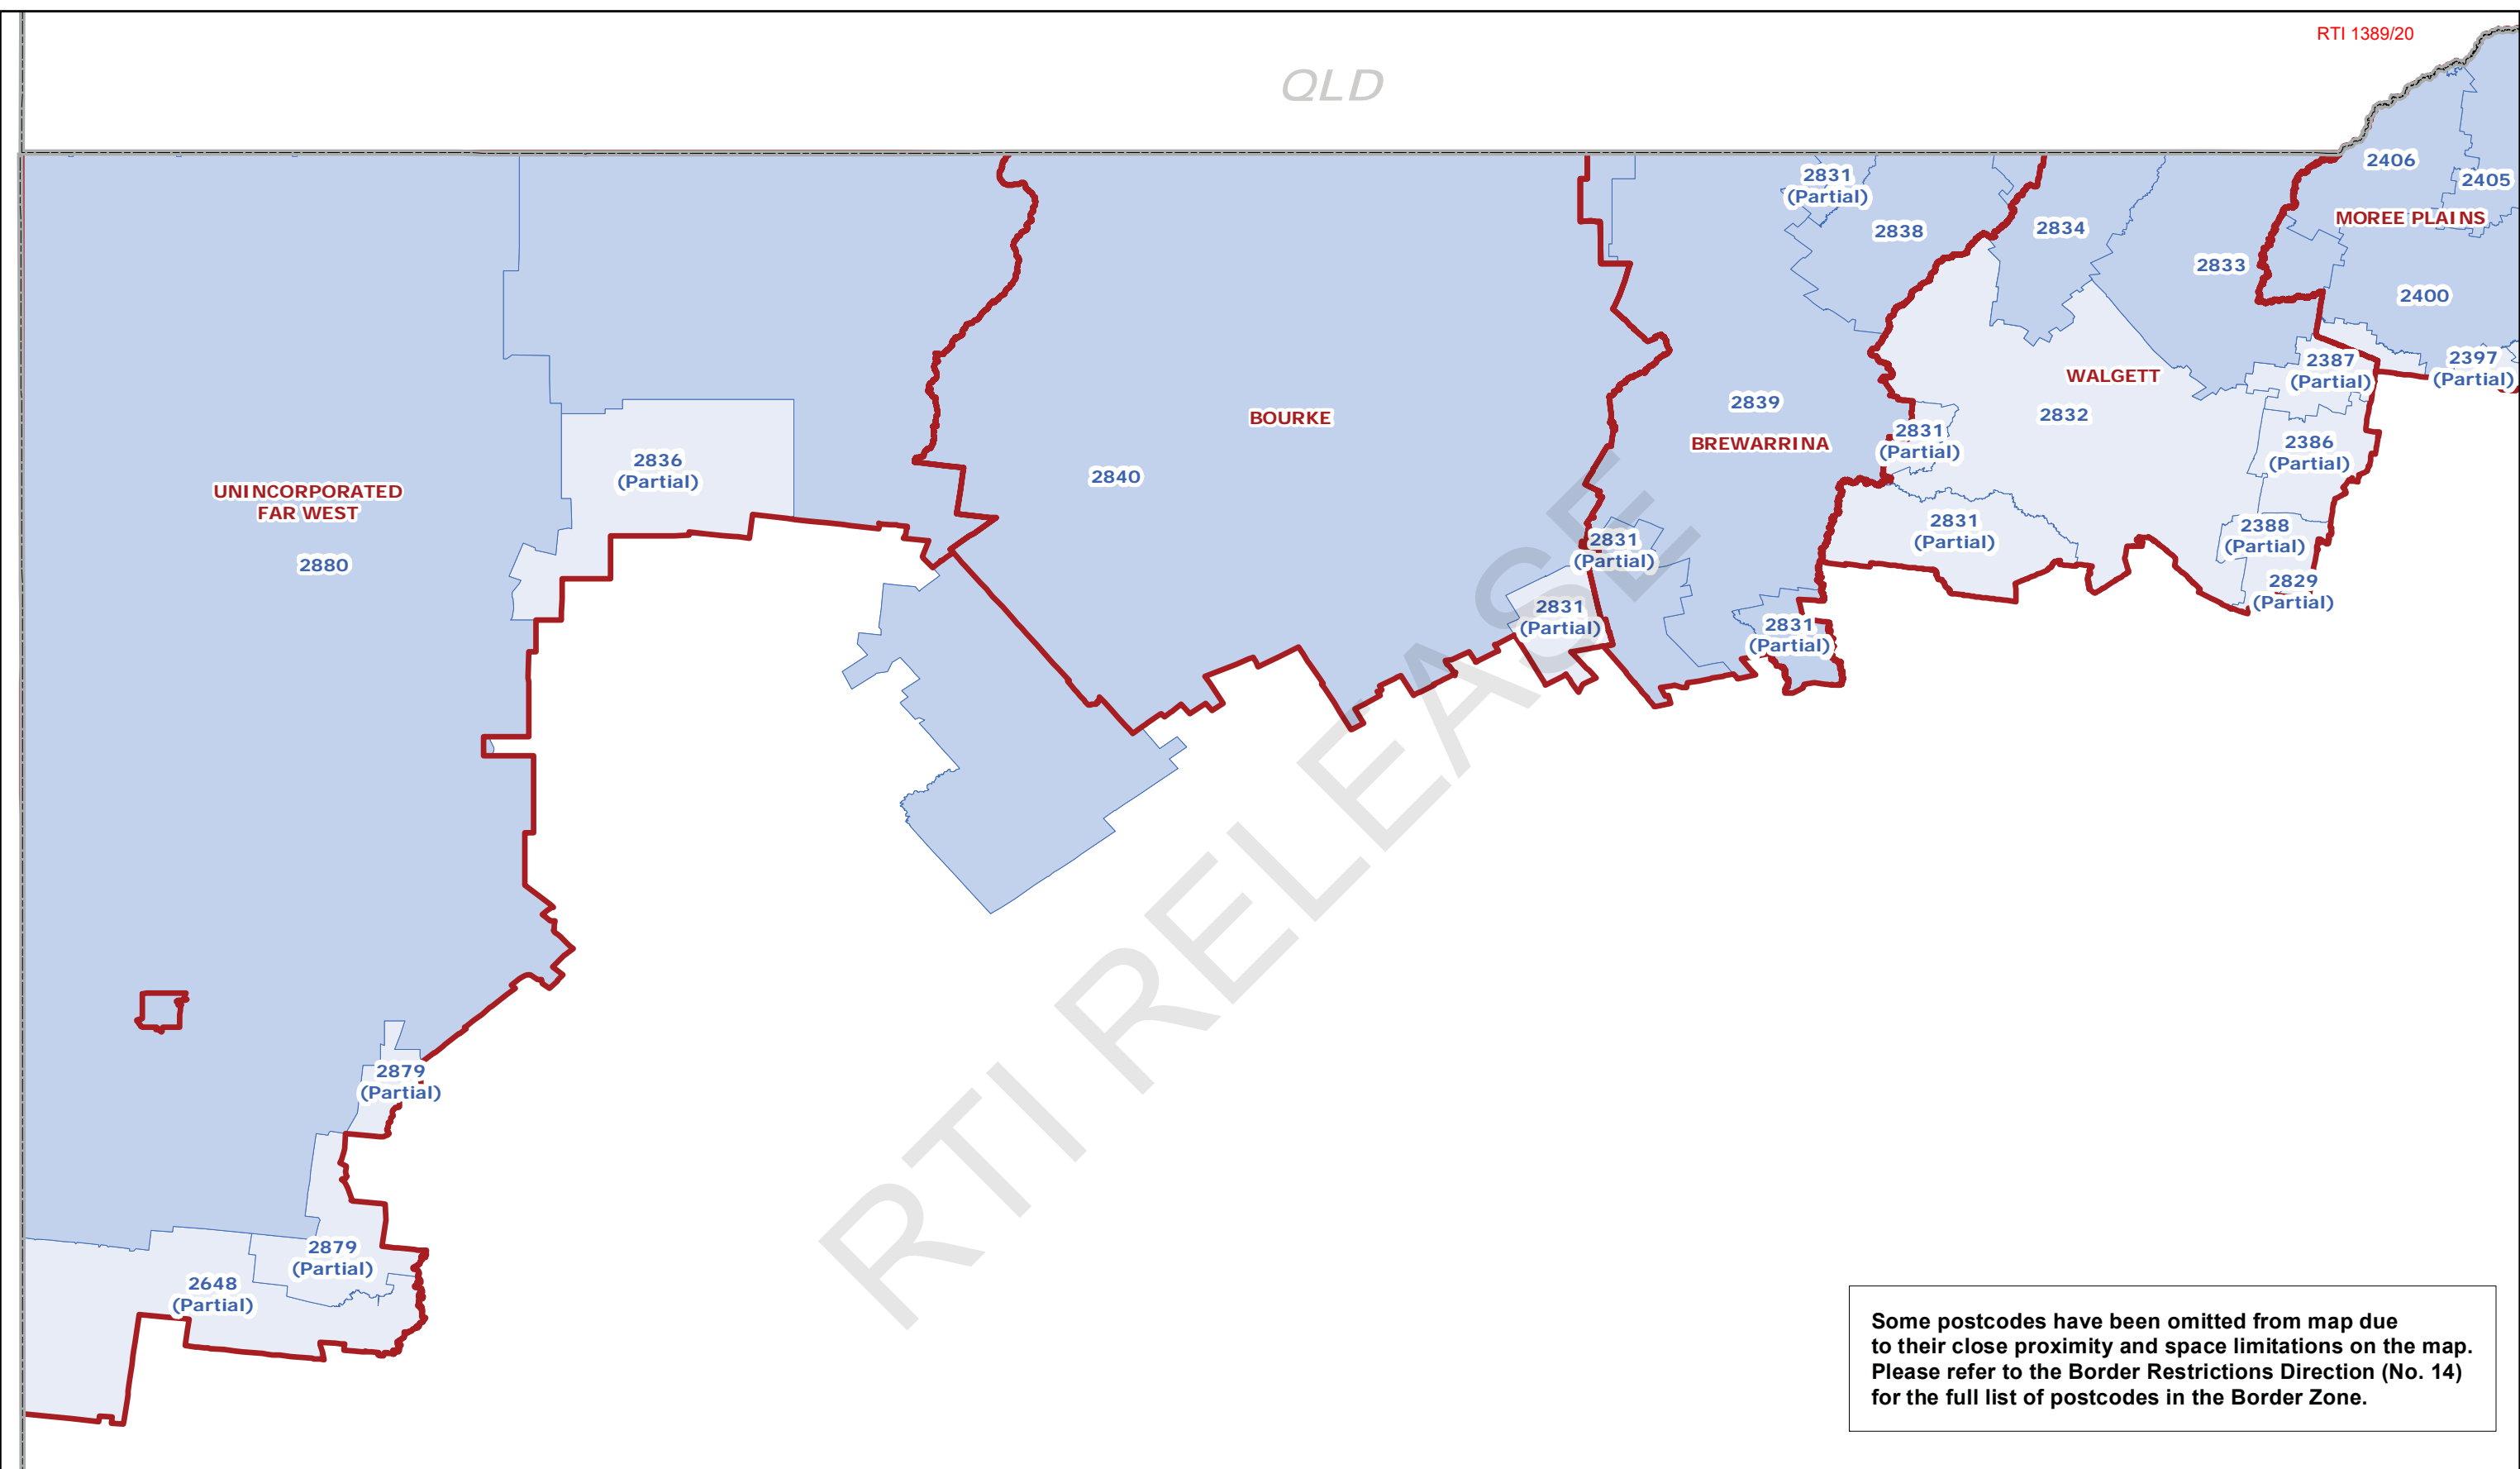 RTI 1389/20
QLD
2406
2831
(Partial)
2405
MOREE PLAINS
2838
2834
2833
2400
2387
(Partial)
2397
(Partial)
WALGETT
2839
2832
BOURKE
2831
(Partial)
BREWARRINA
2386
(Partial)
2836
(Partial)
2840
UNINCORPORATED
FAR WEST
2831
(Partial)
2388
(Partial)
2831
(Partial)
2880
2829
(Partial)
2831
(Partial)
2831
(Partial)
RTI RELEASE
2879
(Partial)
2879
(Partial)
2648
(Partial)
Some postcodes have been omitted from map due
to their close proximity and space limitations on the map.
Please refer to the Border Restrictions Direction (No. 14)
for the full list of postcodes in the Border Zone.